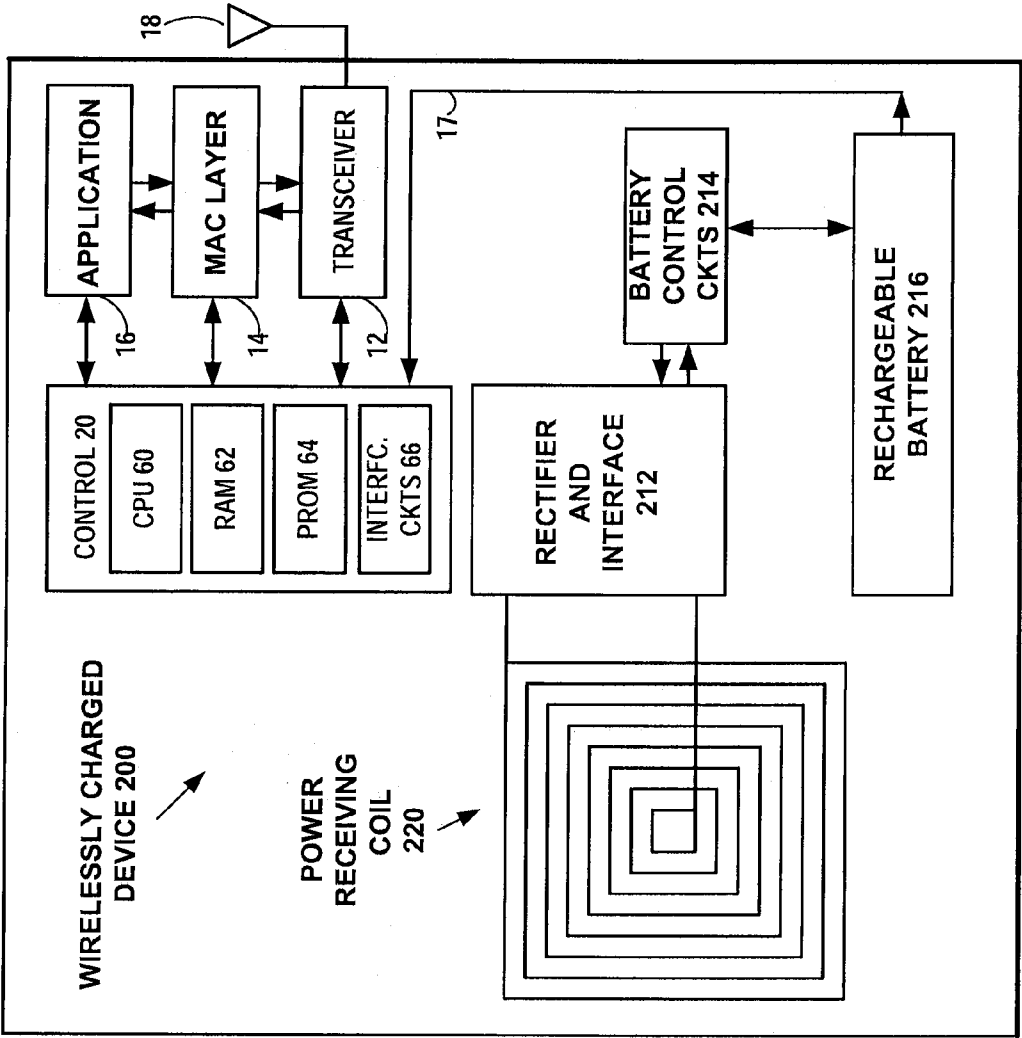 WIRELESSLY CHARGED
DEVICE 200
CONTROL 20
CPU 60
RAM 62
PROM 64
INTERFC.
CKTS 66
APPLICATION
16
MAC LAYER
14
TRANSCEIVER
12
18
17
POWER
RECEIVING
COIL
220
RECTIFIER
AND
INTERFACE
212
BATTERY
CONTROL
CKTS 214
RECHARGEABLE
BATTERY 216